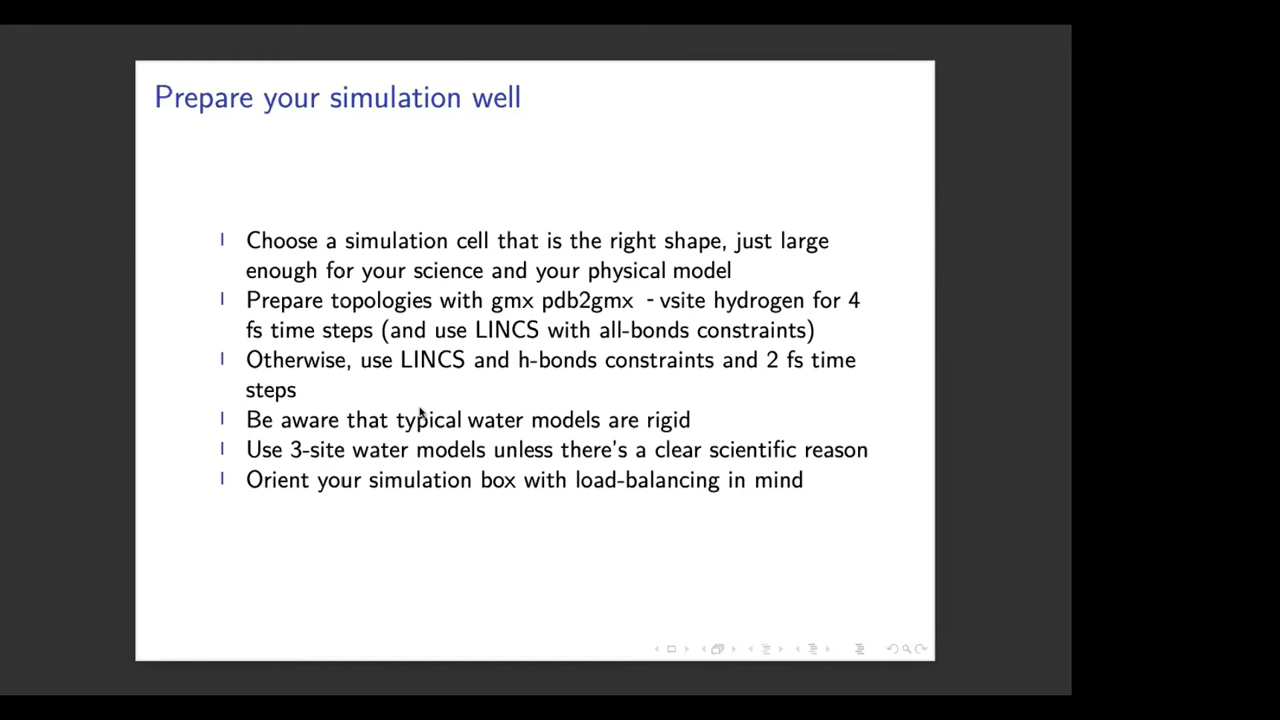 Prepare your simulation well
Choose a simulation cell that is the right shape, just large
enough for your science and your physical model
Prepare topologies with gmx pdb2gmx - vsite hydrogen for 4
fs time steps (and use LINCS with all-bonds constraints)
Otherwise, use LINCS and h-bonds constraints and 2 fs time
steps
Be aware that typical water models are rigid
Use 3-site water models unless there's a clear scientific reason
Orient your simulation box with load-balancing in mind